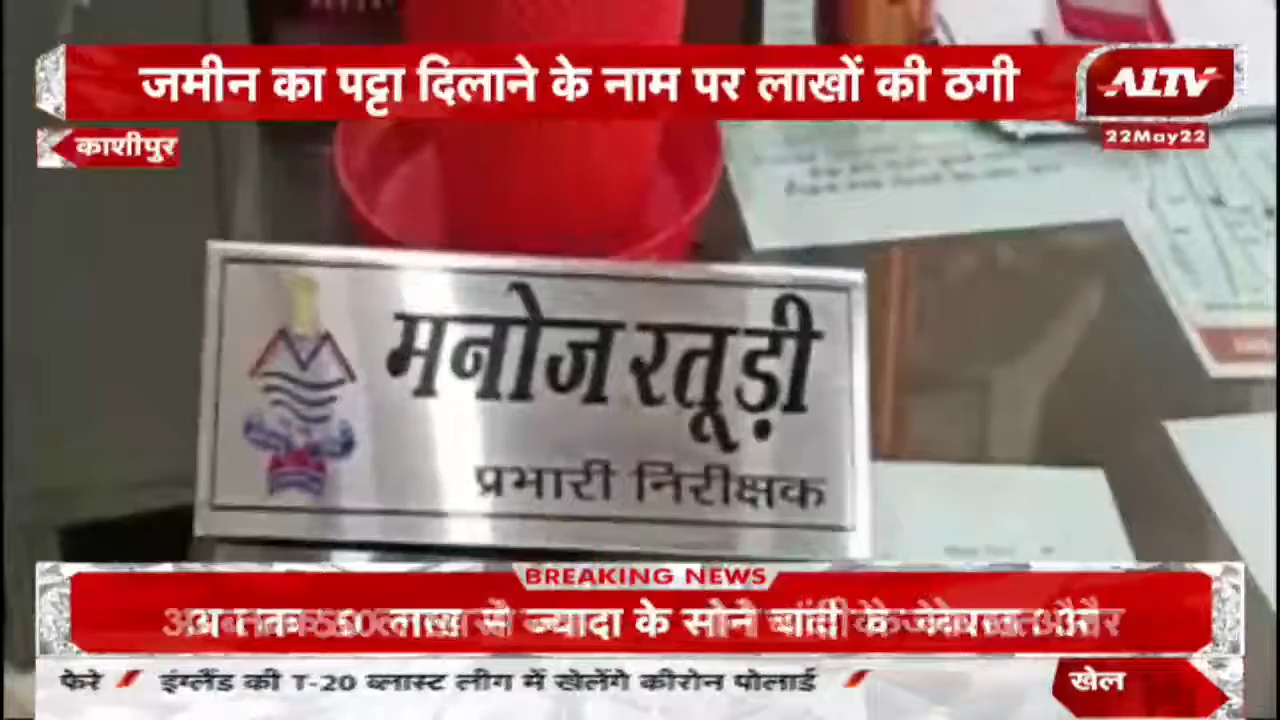 जमीन का पट्टा दिलाने के नाम पर लाखों की ठगी
ALTV
काशीपुर
22May22
मनोज रतूड़ी
प्रभारी निरीक्षक
BREAKING NEWS
लाख से ज्यादा के सोने चांदी के
फेरे इंग्लैंड की T-20 ब्लास्ट लीग में खेलेंगे कीरोन पोलार्ड
खेल